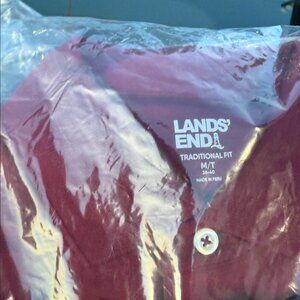 LANDS'
END
TRADITIONAL FIT
M/T
38-40
MADE IN PERU